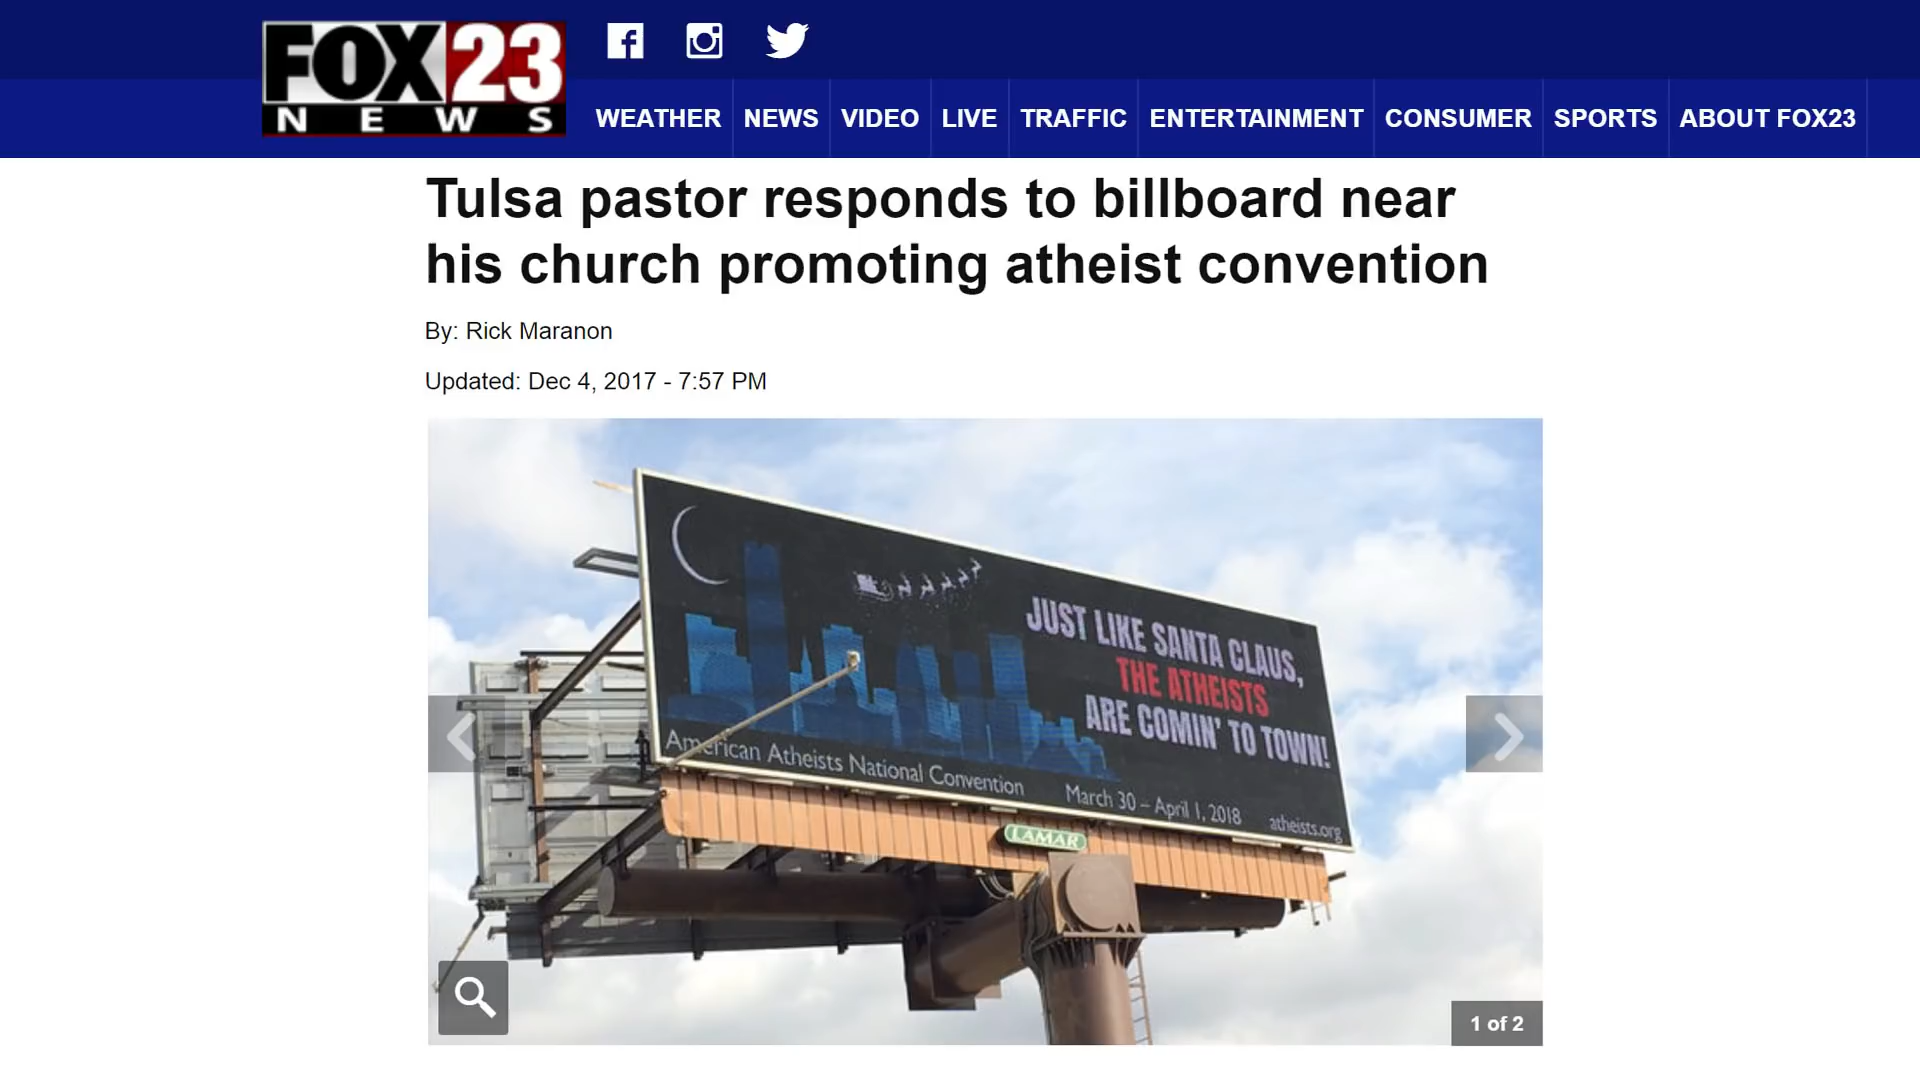 FOX23
NEWS
WEATHER NEWS VIDEO LIVE TRAFFIC ENTERTAINMENT CONSUMER SPORTS ABOUT FOX23
Tulsa pastor responds to billboard near
his church promoting atheist convention
By: Rick Maranon
Updated: Dec 4, 2017 - 7:57 PM
JUST LIKE SANTA CLAUS,
THE ATHEISTS
ARE COMIN' TO TOWN!
American Atheists National Convention March 30 – April 1, 2018 atheists.org
LAMAR
1 of 2